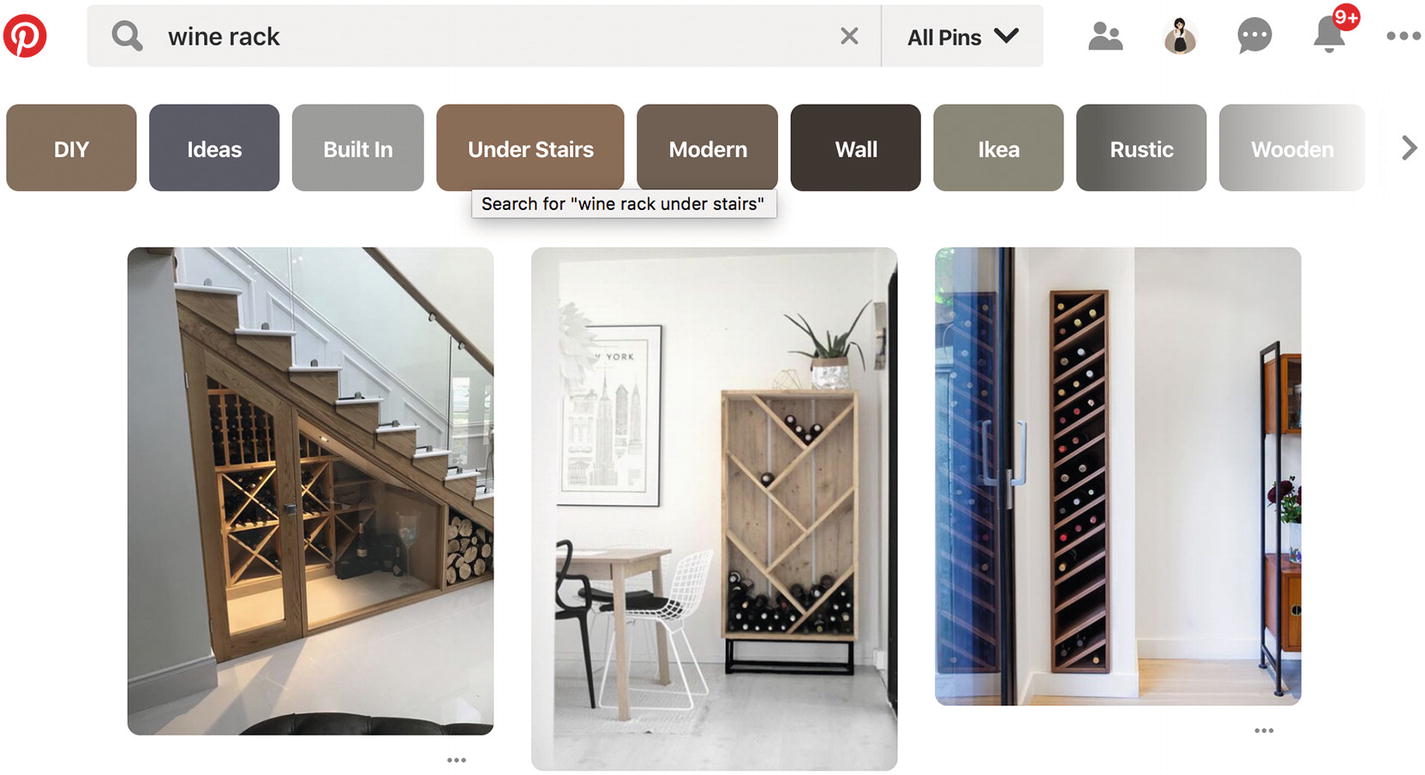 wine rack
All Pins
9+
DIY
Ideas
Built In
Under Stairs
Modern
Wall
Ikea
Rustic
Wooden
Search for "wine rack under stairs"
YORK